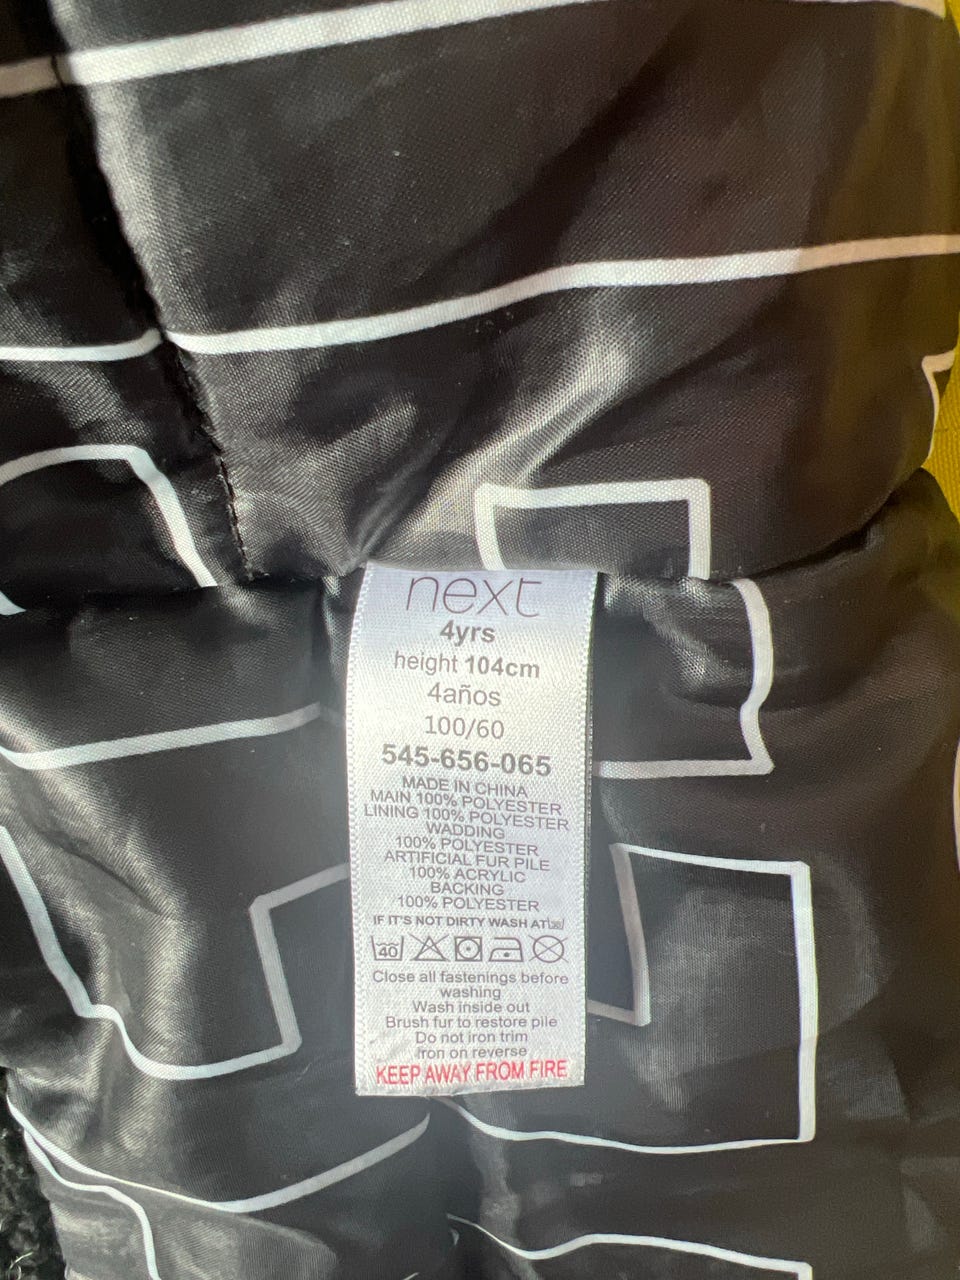 next
4yrs
height 104cm
4años
100/60
545-656-065
MADE IN CHINA
MAIN 100% POLYESTER
LINING 100% POLYESTER
WADDING
100% POLYESTER
ARTIFICIAL FUR PILE
100% ACRYLIC
BACKING
100% POLYESTER
IF IT'S NOT DIRTY WASH AT
40
Close all fastenings before
washing
Wash inside out
Brush fur to restore pile
Do not iron trim
Iron on reverse
KEEP AWAY FROM FIRE